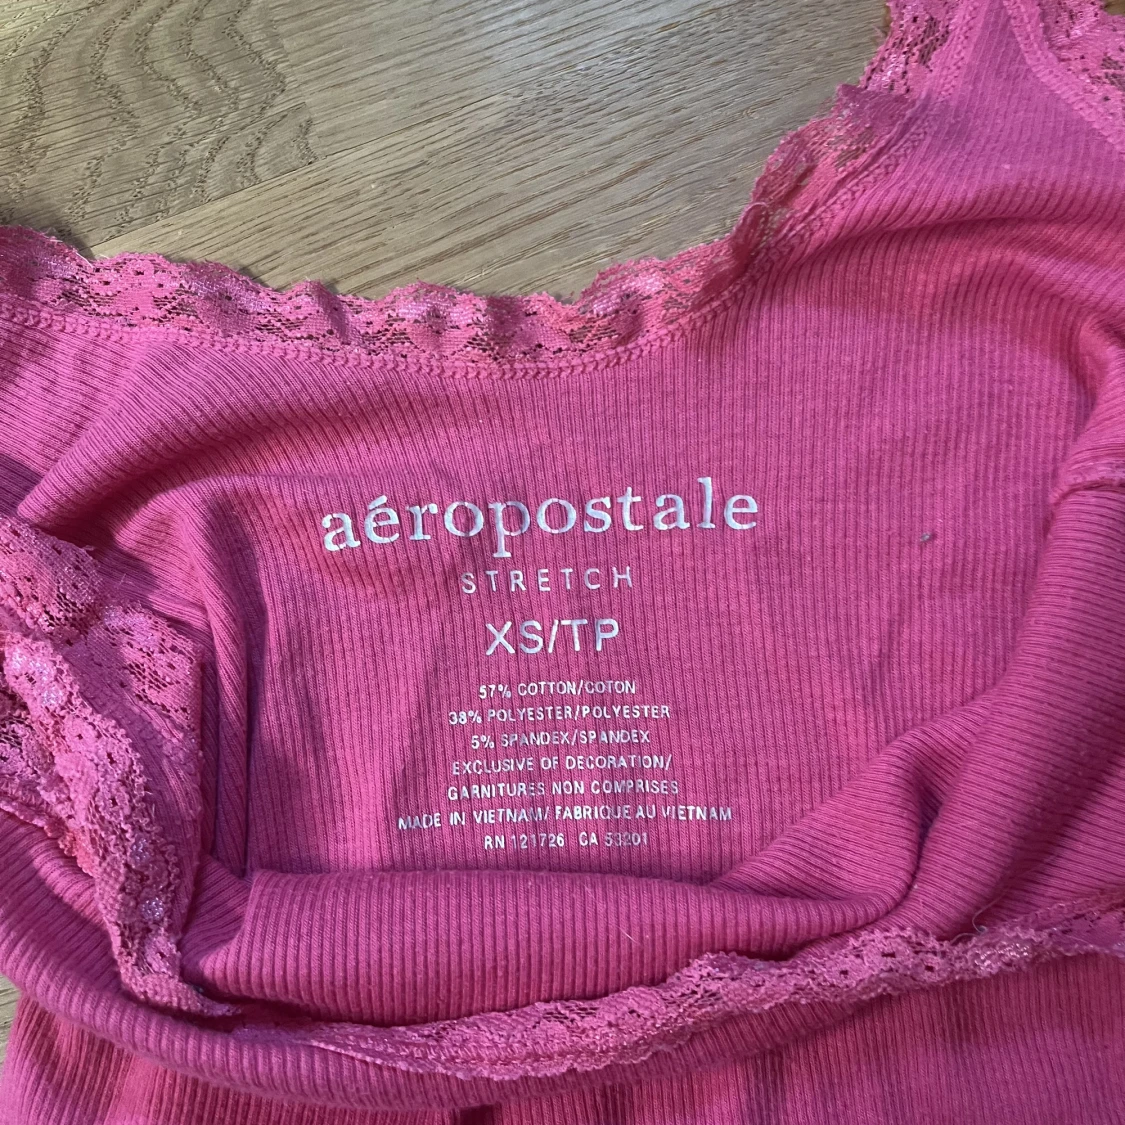 aéropostale
STRETCH
XS/TP
57% COTTON/COTON
38% POLYESTER/POLYESTER
5% SPANDEX/SPANDEX
EXCLUSIVE OF DECORATION/
GARNITURES NON COMPRISES
MADE IN VIETNAM/ FABRIQUE AU VIETNAM
RN 121726 CA 53201